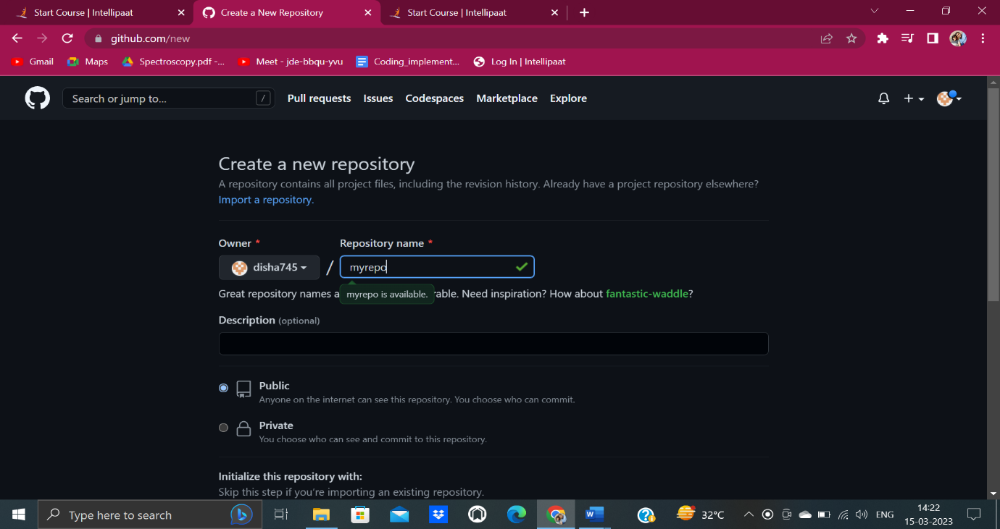 Start Course | Intellipaat
Create a New Repository
Start Course | Intellipaat
github.com/new
Gmail
Maps
Spectroscopy.pdf -...
Meet - jde-bbqu-yvu
Coding_implement...
Log In | Intellipaat
Search or jump to... /
Pull requests Issues Codespaces Marketplace Explore
Create a new repository
A repository contains all project files, including the revision history. Already have a project repository elsewhere?
Import a repository.
Owner * Repository name *
disha745 / myrepo
Great repository names a rable. Need inspiration? How about fantastic-waddle?
myrepo is available.
Description (optional)
Public
Anyone on the internet can see this repository. You choose who can commit.
Private
You choose who can see and commit to this repository.
Initialize this repository with:
Skip this step if you're importing an existing repository.
Type here to search
32°C
ENG
14:22
15-03-2023